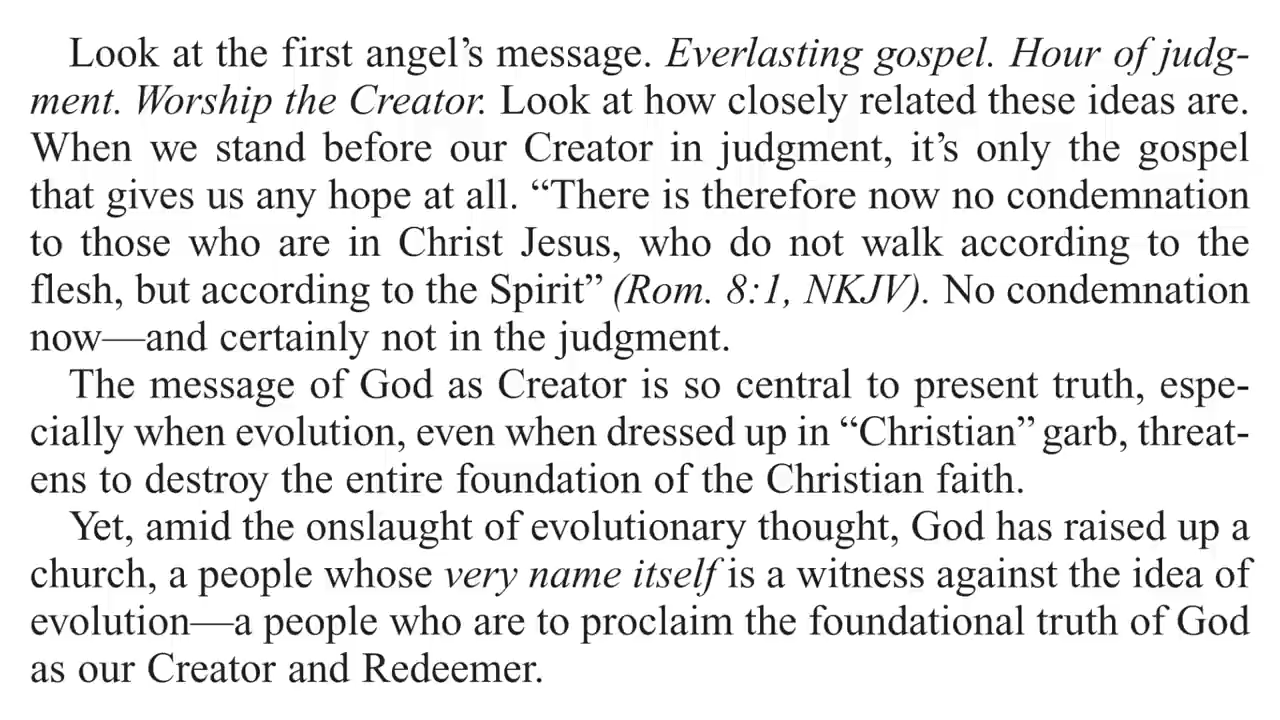 Look at the first angel’s message. Everlasting gospel. Hour of judg-
ment. Worship the Creator. Look at how closely related these ideas are.
When we stand before our Creator in judgment, it’s only the gospel
that gives us any hope at all. “There is therefore now no condemnation
to those who are in Christ Jesus, who do not walk according to the
flesh, but according to the Spirit” (Rom. 8:1, NKJV). No condemnation
now—and certainly not in the judgment.
The message of God as Creator is so central to present truth, espe-
cially when evolution, even when dressed up in “Christian” garb, threat-
ens to destroy the entire foundation of the Christian faith.
Yet, amid the onslaught of evolutionary thought, God has raised up a
church, a people whose very name itself is a witness against the idea of
evolution—a people who are to proclaim the foundational truth of God
as our Creator and Redeemer.